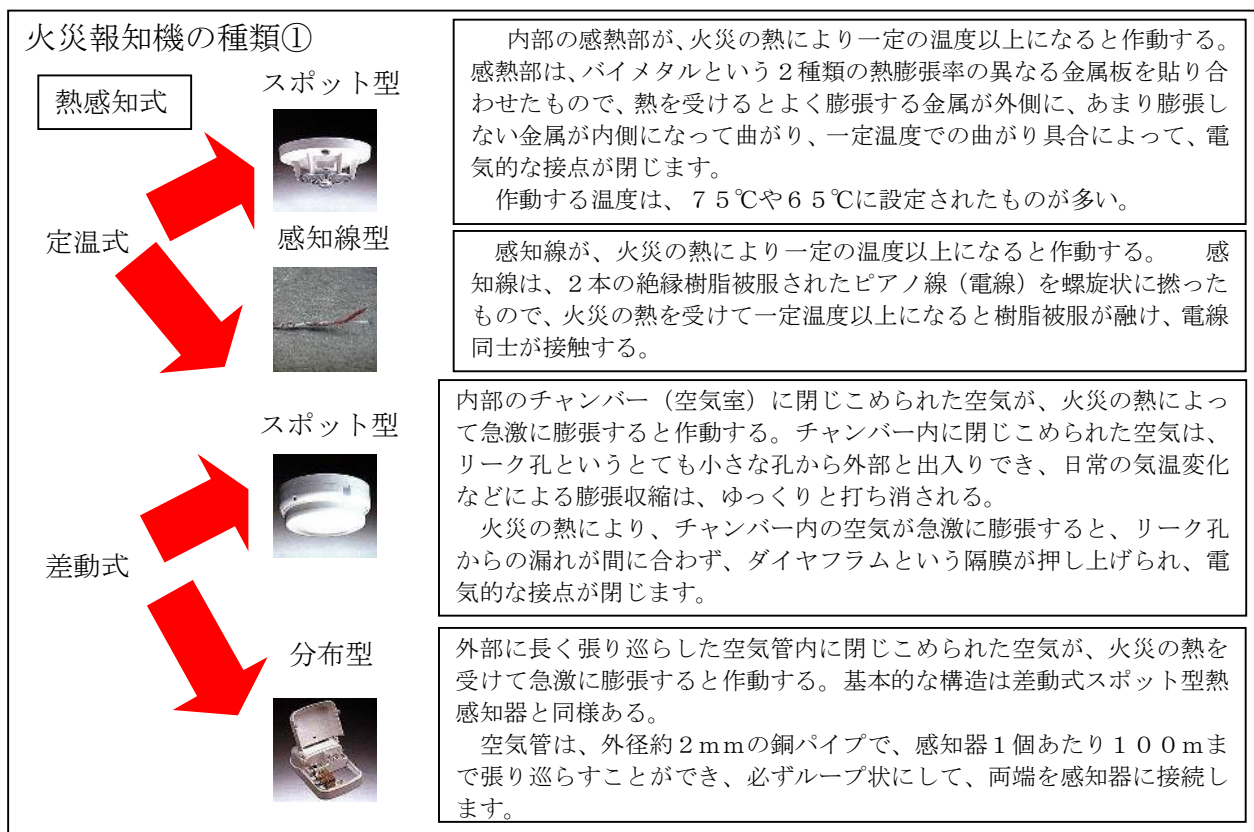 火災報知機の種類①
熱感知式
定温式
スポット型
内部の感熱部が、火災の熱により一定の温度以上になると作動する。
感熱部は、バイメタルという２種類の熱膨張率の異なる金属板を貼り合
わせたもので、熱を受けるとよく膨張する金属が外側に、あまり膨張し
ない金属が内側になって曲がり、一定温度での曲がり具合によって、電
気的な接点が閉じます。
作動する温度は、７５℃や６５℃に設定されたものが多い。
感知線型
感知線が、火災の熱により一定の温度以上になると作動する。　　感
知線は、２本の絶縁樹脂被服されたピアノ線（電線）を螺旋状に撚った
もので、火災の熱を受けて一定温度以上になると樹脂被服が融け、電線
同士が接触する。
差動式
スポット型
内部のチャンバー（空気室）に閉じこめられた空気が、火災の熱によっ
て急激に膨張すると作動する。チャンバー内に閉じこめられた空気は、
リーク孔というとても小さな孔から外部と出入りでき、日常の気温変化
などによる膨張収縮は、ゆっくりと打ち消される。
火災の熱により、チャンバー内の空気が急激に膨張すると、リーク孔
からの漏れが間に合わず、ダイヤフラムという隔膜が押し上げられ、電
気的な接点が閉じます。
分布型
外部に長く張り巡らした空気管内に閉じこめられた空気が、火災の熱を
受けて急激に膨張すると作動する。基本的な構造は差動式スポット型熱
感知器と同様ある。
空気管は、外径約２ｍｍの銅パイプで、感知器１個あたり１００ｍま
で張り巡らすことができ、必ずループ状にして、両端を感知器に接続し
ます。